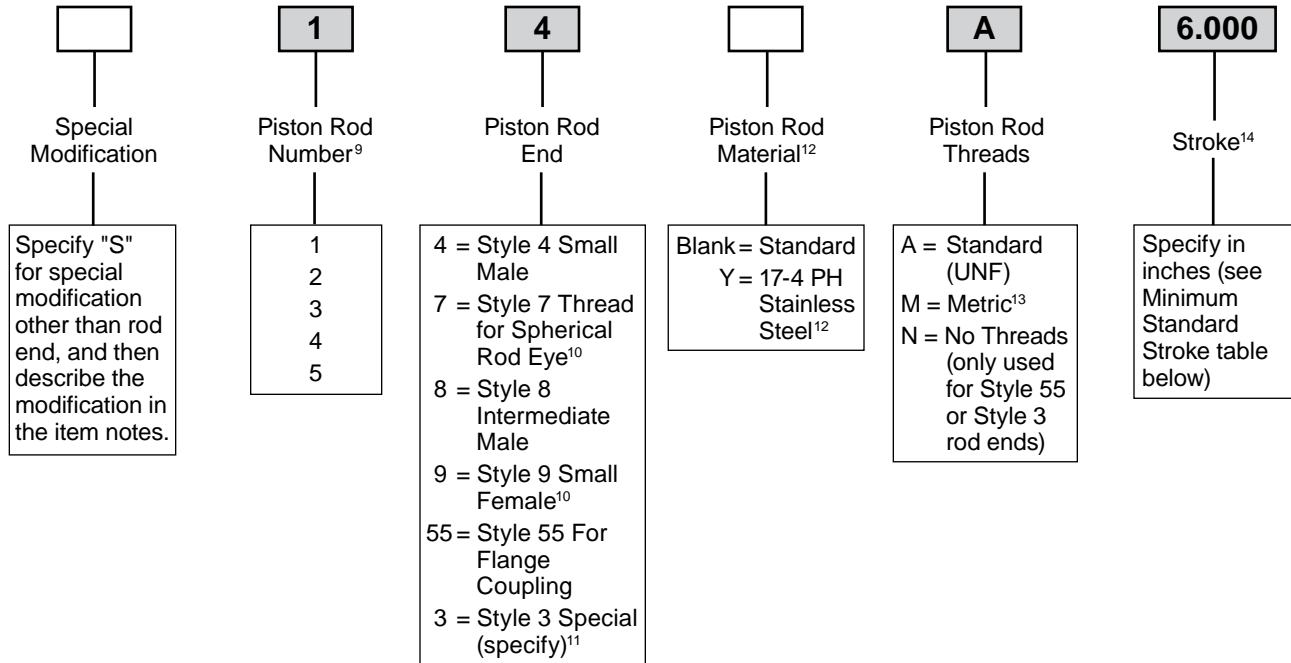 1
4
A
6.000
Special
Modification
Piston Rod
Number9
Piston Rod
End
Piston Rod
Material12
Piston Rod
Threads
Stroke14
Specify "S"
for special
modification
other than rod
end, and then
describe the
modification in
the item notes.
1
2
3
4
5
4 = Style 4 Small
Male
7 = Style 7 Thread
for Spherical
Rod Eye10
8 = Style 8
Intermediate
Male
9 = Style 9 Small
Female10
55 = Style 55 For
Flange
Coupling
3 = Style 3 Special
(specify)11
Blank = Standard
Y = 17-4 PH
Stainless
Steel12
A = Standard
(UNF)
M = Metric13
N = No Threads
(only used
for Style 55
or Style 3
rod ends)
Specify in
inches (see
Minimum
Standard
Stroke table
below)